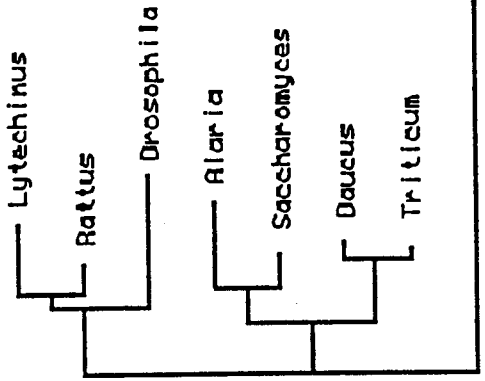 Lytechinus
Rattus
Drosophila
Alaria
Saccharomyces
Daucus
Triticum